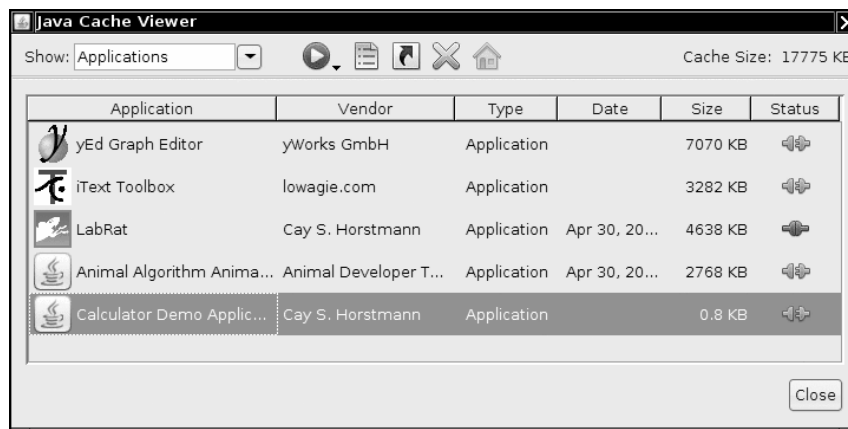 Java Cache Viewer
Show: Applications Cache Size: 17775 KB
Application Vendor Type Date Size Status
yEd Graph Editor yWorks GmbH Application 7070 KB
iText Toolbox lowagie.com Application 3282 KB
LabRat Cay S. Horstmann Application Apr 30, 20... 4638 KB
Animal Algorithm Anima... Animal Developer T... Application Apr 30, 20... 2768 KB
Calculator Demo Applic... Cay S. Horstmann Application 0.8 KB
Close